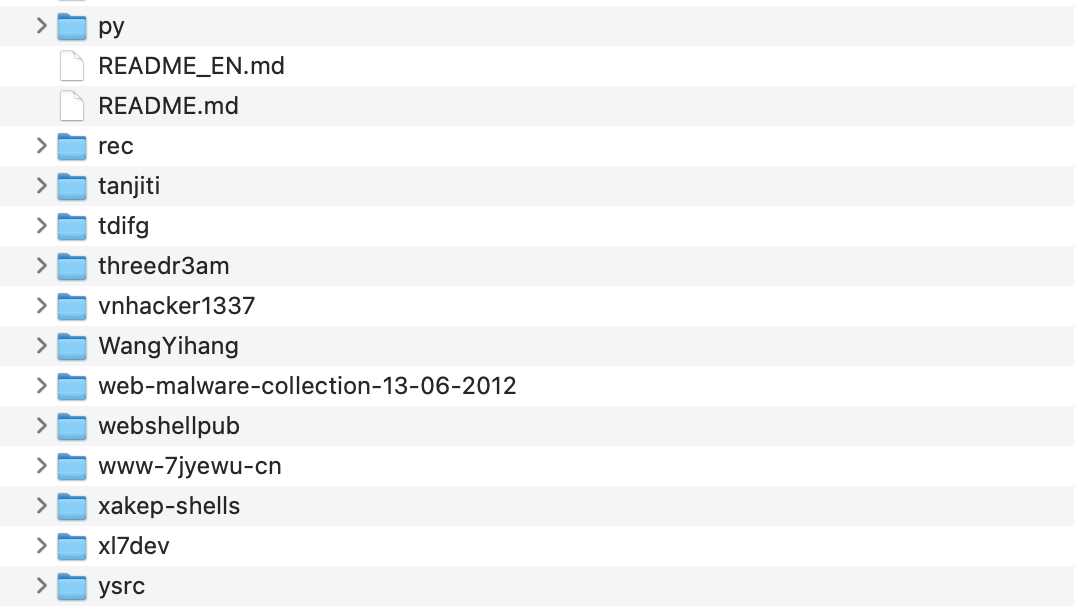 py
README_EN.md
README.md
rec
tanjiti
tdifg
threedr3am
vnhacker1337
WangYihang
web-malware-collection-13-06-2012
webshellpub
www-7jyewu-cn
xakep-shells
xl7dev
ysrc